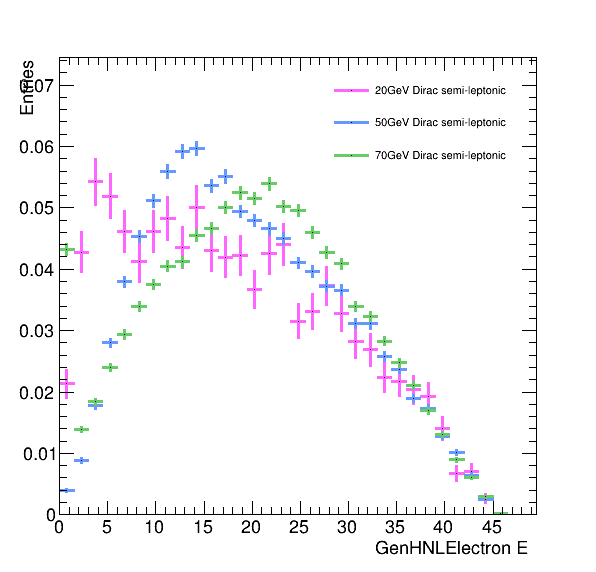 Entries
0.07
0.06
0.05
0.04
0.03
0.02
0.01
0
20GeV Dirac semi-leptonic
50GeV Dirac semi-leptonic
70GeV Dirac semi-leptonic
0 5 10 15 20 25 30 35 40 45
GenHNLElectron E